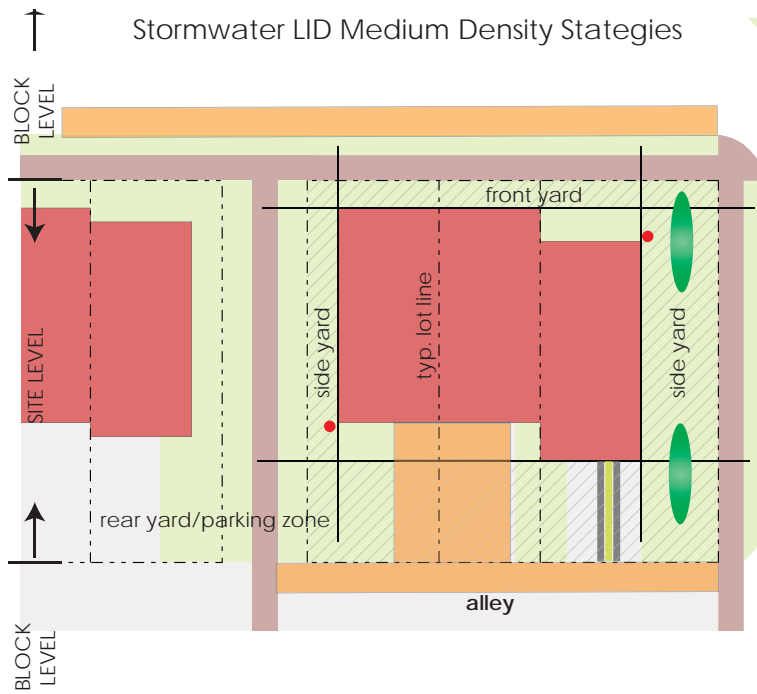 Stormwater LID Medium Density Stategies
BLOCK
LEVEL
front yard
side yard
typ. lot line
side yard
SITE LEVEL
rear yard/parking zone
alley
BLOCK
LEVEL